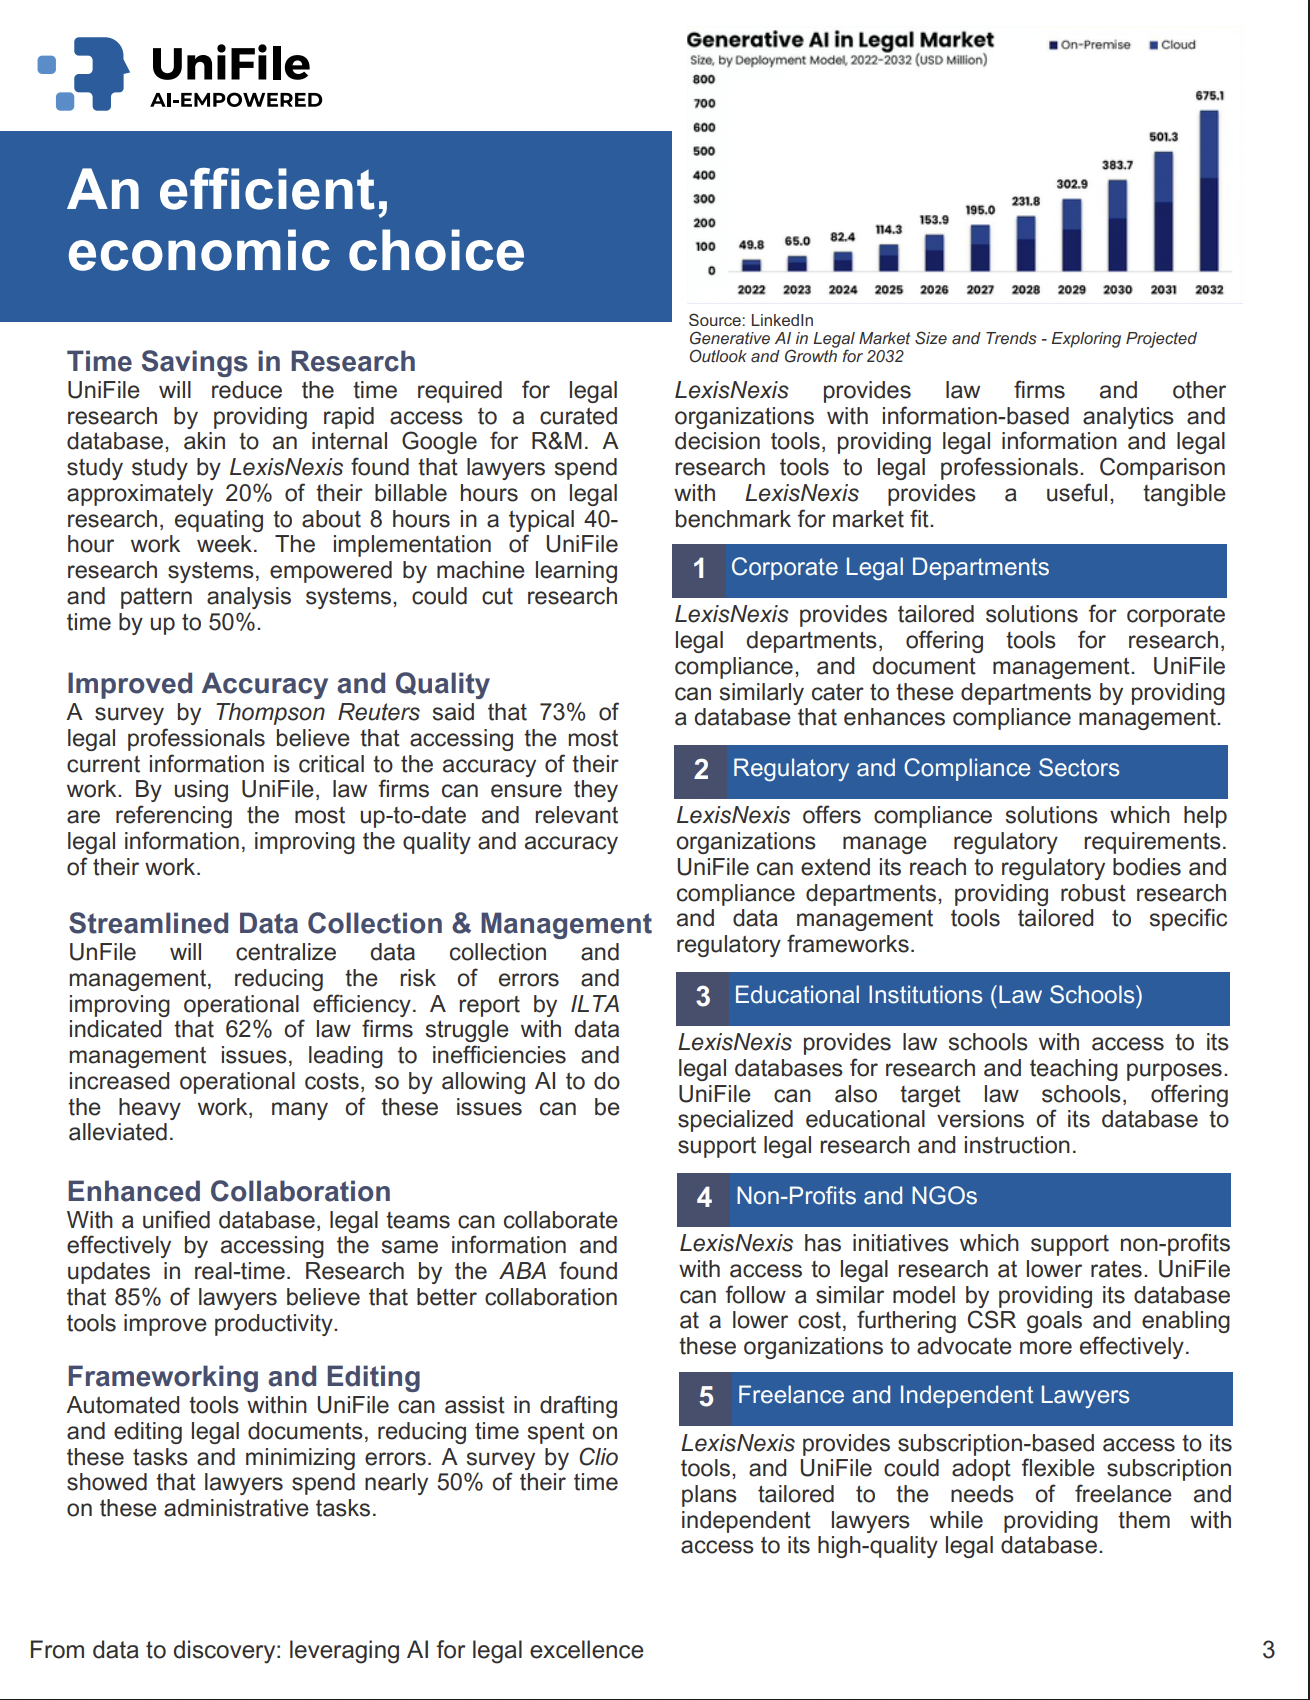 UniFile
AI-EMPOWERED
An efficient,
economic choice
Time Savings in Research
UniFile will reduce the time required for legal
research by providing rapid access to a curated
database, akin to an internal Google for R&M. A
study study by LexisNexis found that lawyers spend
approximately 20% of their billable hours on legal
research, equating to about 8 hours in a typical 40-
hour work week. The implementation of UniFile
research systems, empowered by machine learning
and pattern analysis systems, could cut research
time by up to 50%.
Improved Accuracy and Quality
A survey by Thompson Reuters said that 73% of
legal professionals believe that accessing the most
current information is critical to the accuracy of their
work. By using UniFile, law firms can ensure they
are referencing the most up-to-date and relevant
legal information, improving the quality and accuracy
of their work.
Streamlined Data Collection & Management
UnFile will centralize data collection and
management, reducing the risk of errors and
improving operational efficiency. A report by ILTA
indicated that 62% of law firms struggle with data
management issues, leading to inefficiencies and
increased operational costs, so by allowing AI to do
the heavy work, many of these issues can be
alleviated.
Enhanced Collaboration
With a unified database, legal teams can collaborate
effectively by accessing the same information and
updates in real-time. Research by the ABA found
that 85% of lawyers believe that better collaboration
tools improve productivity.
Frameworking and Editing
Automated tools within UniFile can assist in drafting
and editing legal documents, reducing time spent on
these tasks and minimizing errors. A survey by Clio
showed that lawyers spend nearly 50% of their time
on these administrative tasks.
Generative AI in Legal Market
Size, by Deployment Model, 2022-2032 (USD Million)
On-Premise Cloud
800
700
600
500
400
300
200
100
0
49.8 65.0 82.4 114.3 153.9 195.0 231.8 302.9 383.7 501.3 675.1
2022 2023 2024 2025 2026 2027 2028 2029 2030 2031 2032
Source: LinkedIn
Generative AI in Legal Market Size and Trends - Exploring Projected
Outlook and Growth for 2032
LexisNexis provides law firms and other
organizations with information-based analytics and
decision tools, providing legal information and legal
research tools to legal professionals. Comparison
with LexisNexis provides a useful, tangible
benchmark for market fit.
1 Corporate Legal Departments
LexisNexis provides tailored solutions for corporate
legal departments, offering tools for research,
compliance, and document management. UniFile
can similarly cater to these departments by providing
a database that enhances compliance management.
2 Regulatory and Compliance Sectors
LexisNexis offers compliance solutions which help
organizations manage regulatory requirements.
UniFile can extend its reach to regulatory bodies and
compliance departments, providing robust research
and data management tools tailored to specific
regulatory frameworks.
3 Educational Institutions (Law Schools)
LexisNexis provides law schools with access to its
legal databases for research and teaching purposes.
UniFile can also target law schools, offering
specialized educational versions of its database to
support legal research and instruction.
4 Non-Profits and NGOs
LexisNexis has initiatives which support non-profits
with access to legal research at lower rates. UniFile
can follow a similar model by providing its database
at a lower cost, furthering CSR goals and enabling
these organizations to advocate more effectively.
5 Freelance and Independent Lawyers
LexisNexis provides subscription-based access to its
tools, and UniFile could adopt flexible subscription
plans tailored to the needs of freelance and
independent lawyers while providing them with
access to its high-quality legal database.
From data to discovery: leveraging AI for legal excellence
3